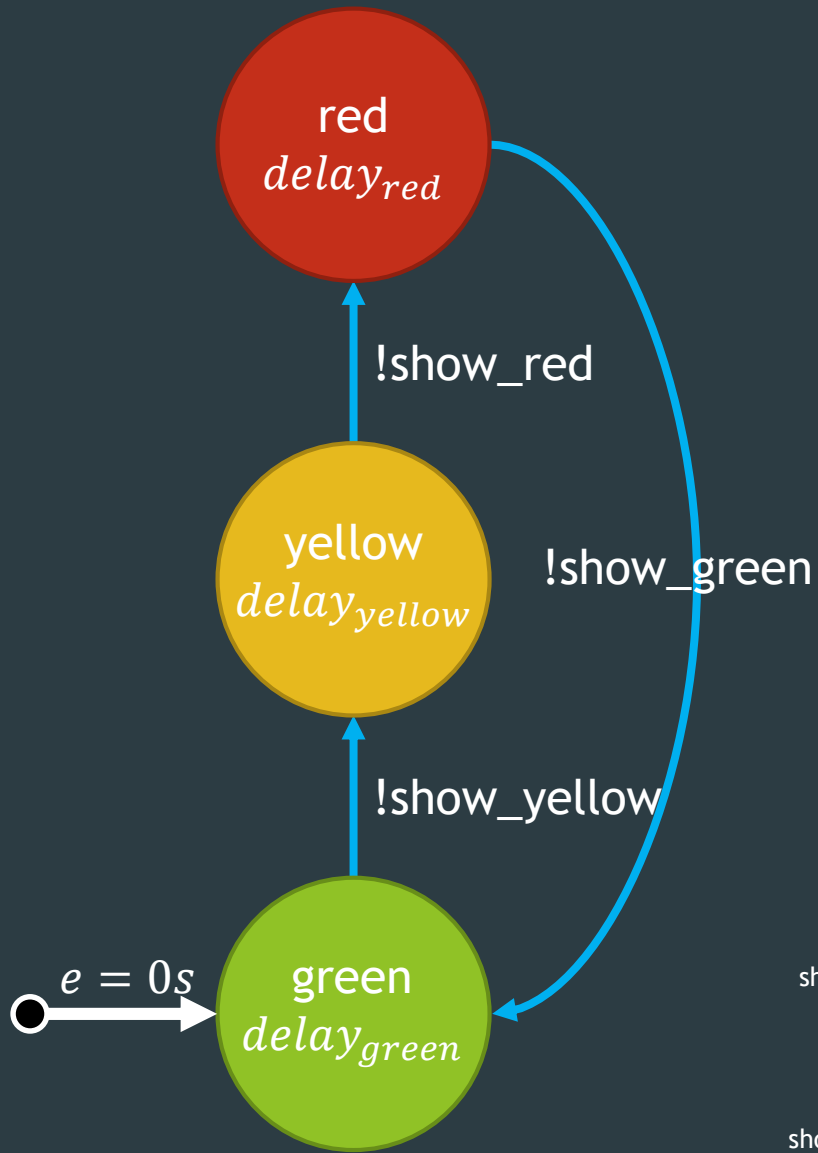 red
delay_red
!show_red
yellow
delay_yellow
!show_green
!show_yellow
e = 0s
green
delay_green